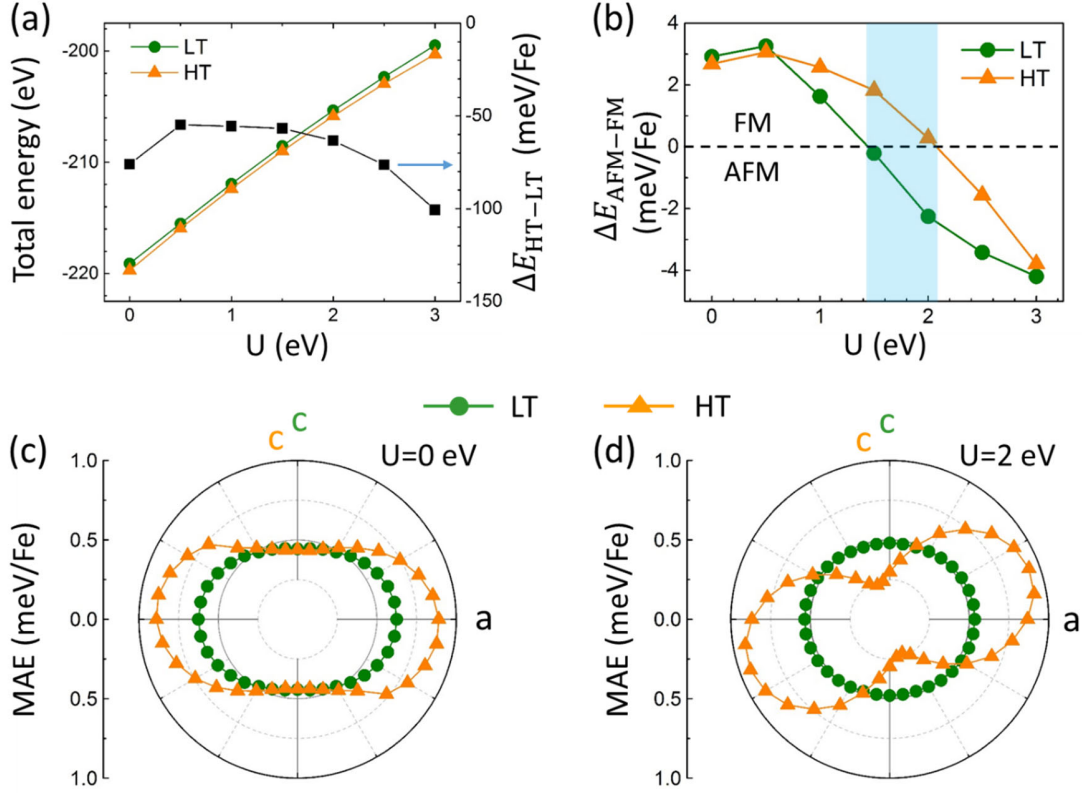 (a)
Total energy (eV)
-200
-210
-220
LT
HT
0
-50
-100
-150
ΔE_HT−LT (meV/Fe)
0 1 2 3
U (eV)
(b)
ΔE_AFM−FM
(meV/Fe)
4
2
0
-2
-4
LT
HT
FM
AFM
0 1 2 3
U (eV)
LT HT
(c)
c c
U=0 eV
MAE (meV/Fe)
1.0
0.5
0.0
0.5
1.0
a
(d)
c c
U=2 eV
MAE (meV/Fe)
1.0
0.5
0.0
0.5
1.0
a